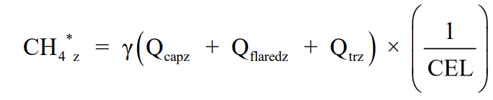 CH₄*z = γ(Qcapz + Qflaredz + Qtrz) × (1/CEL)